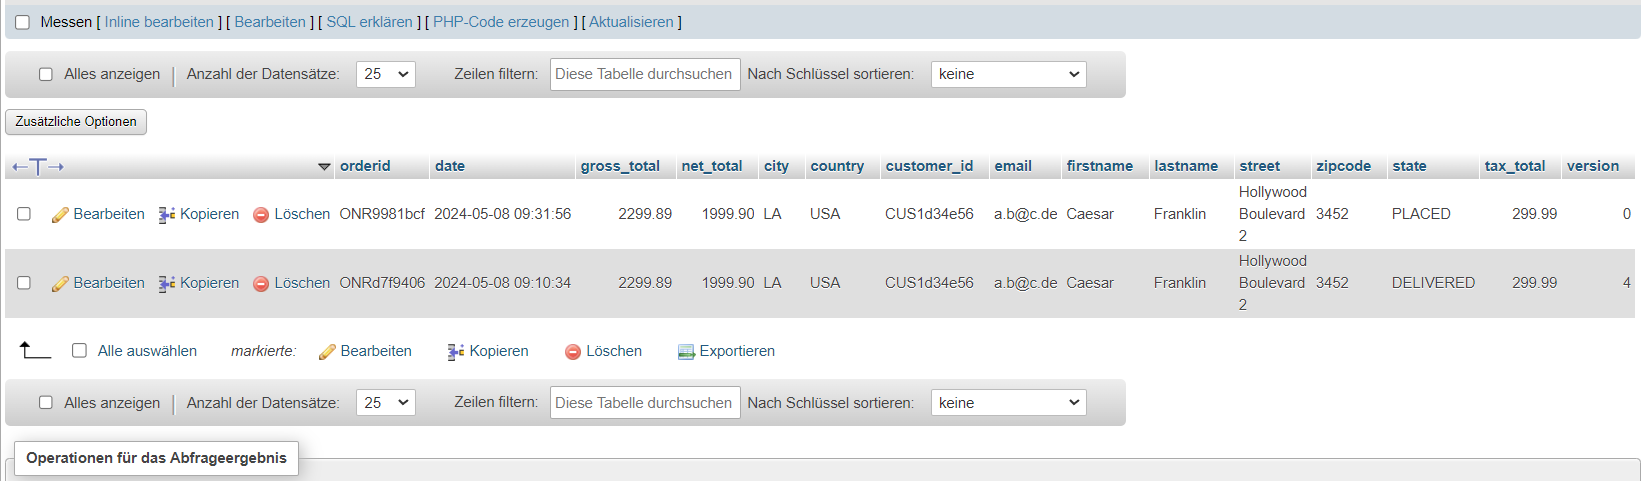 Messen [ Inline bearbeiten ] [ Bearbeiten ] [ SQL erklären ] [ PHP-Code erzeugen ] [ Aktualisieren ]
Alles anzeigen | Anzahl der Datensätze: 25 Zeilen filtern: Diese Tabelle durchsuchen Nach Schlüssel sortieren: keine
Zusätzliche Optionen
←T→ orderid date gross_total net_total city country customer_id email firstname lastname street zipcode state tax_total version
Bearbeiten Kopieren Löschen ONR9981bcf 2024-05-08 09:31:56 2299.89 1999.90 LA USA CUS1d34e56 a.b@c.de Caesar Franklin Hollywood Boulevard 2 3452 PLACED 299.99 0
Bearbeiten Kopieren Löschen ONRd7f9406 2024-05-08 09:10:34 2299.89 1999.90 LA USA CUS1d34e56 a.b@c.de Caesar Franklin Hollywood Boulevard 2 3452 DELIVERED 299.99 4
Alle auswählen markierte: Bearbeiten Kopieren Löschen Exportieren
Alles anzeigen | Anzahl der Datensätze: 25 Zeilen filtern: Diese Tabelle durchsuchen Nach Schlüssel sortieren: keine
Operationen für das Abfrageergebnis